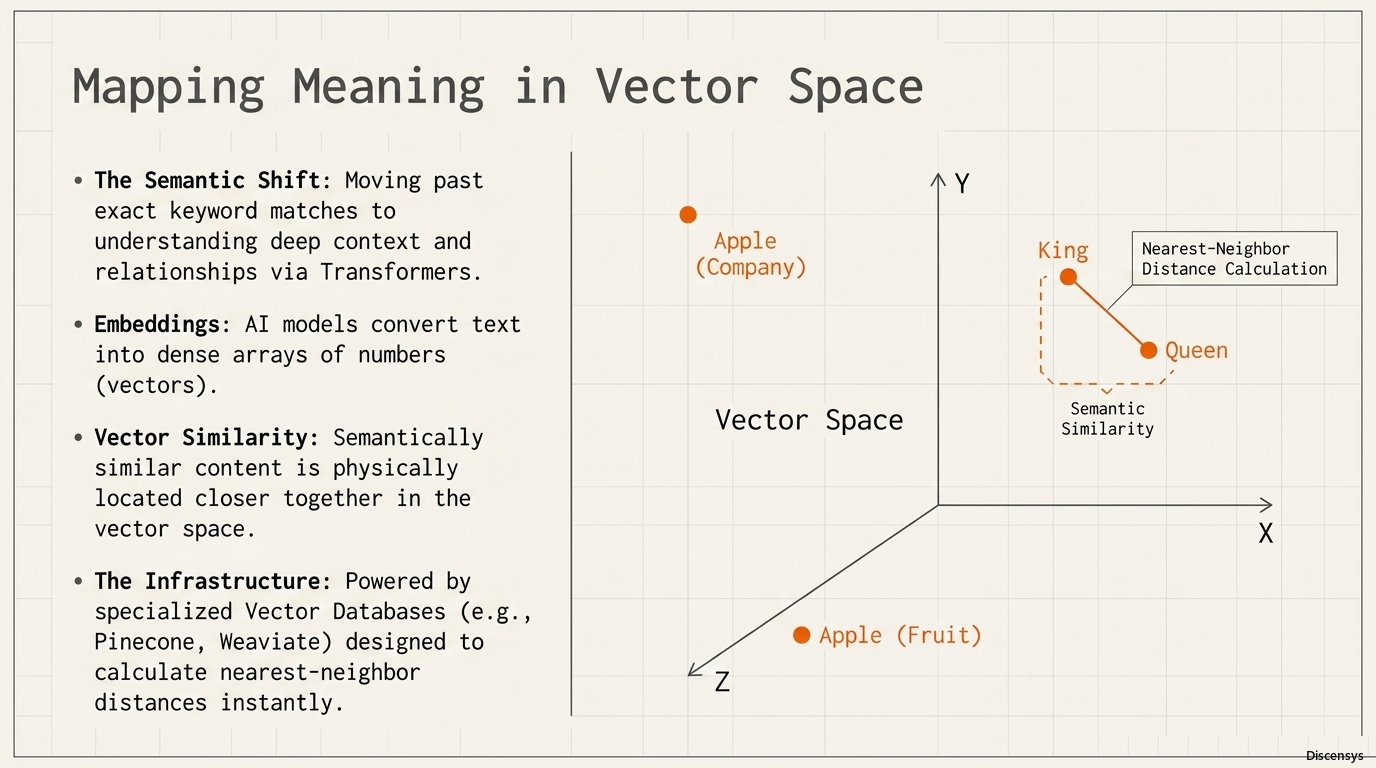 Mapping Meaning in Vector Space
• The Semantic Shift: Moving past
exact keyword matches to
understanding deep context and
relationships via Transformers.
• Embeddings: AI models convert text
into dense arrays of numbers
(vectors).
• Vector Similarity: Semantically
similar content is physically
located closer together in the
vector space.
• The Infrastructure: Powered by
specialized Vector Databases (e.g.,
Pinecone, Weaviate) designed to
calculate nearest-neighbor
distances instantly.
Y
Apple
(Company)
King
Nearest-Neighbor
Distance Calculation
Queen
Semantic
Similarity
Vector Space
X
Apple (Fruit)
Z
Discensys